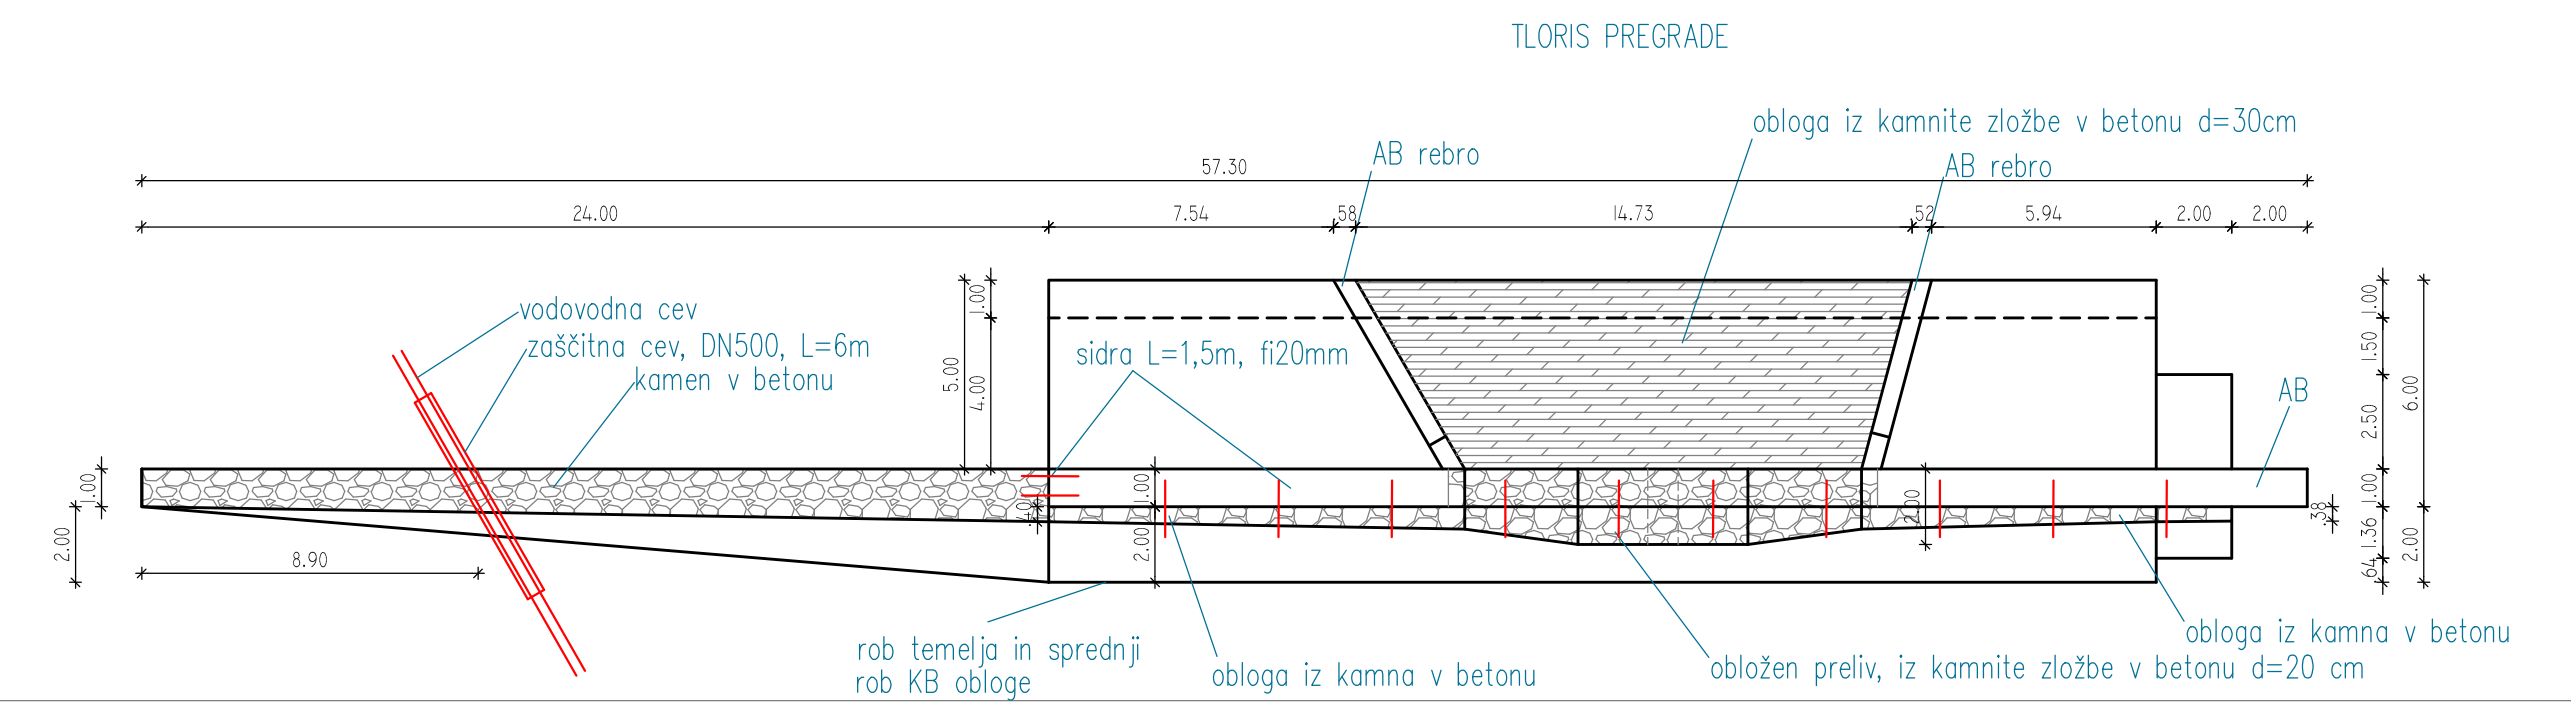 TLORIS PREGRADE
obloga iz kamnite zložbe v betonu d=30cm
AB rebro
AB rebro
57.30
24.00
7.54
58
14.73
52
5.94
2.00
2.00
vodovodna cev
zaščitna cev, DN500, L=6m
kamen v betonu
sidra L=1,5m, fi20mm
AB
5.00
1.00
4.00
1.00
1.50
2.50
6.00
1.00
1.36
64
2.00
.38
1.00
2.00
8.90
.40
1.00
2.00
2.00
rob temelja in sprednji
rob KB obloge
obloga iz kamna v betonu
obložen preliv, iz kamnite zložbe v betonu d=20 cm
obloga iz kamna v betonu